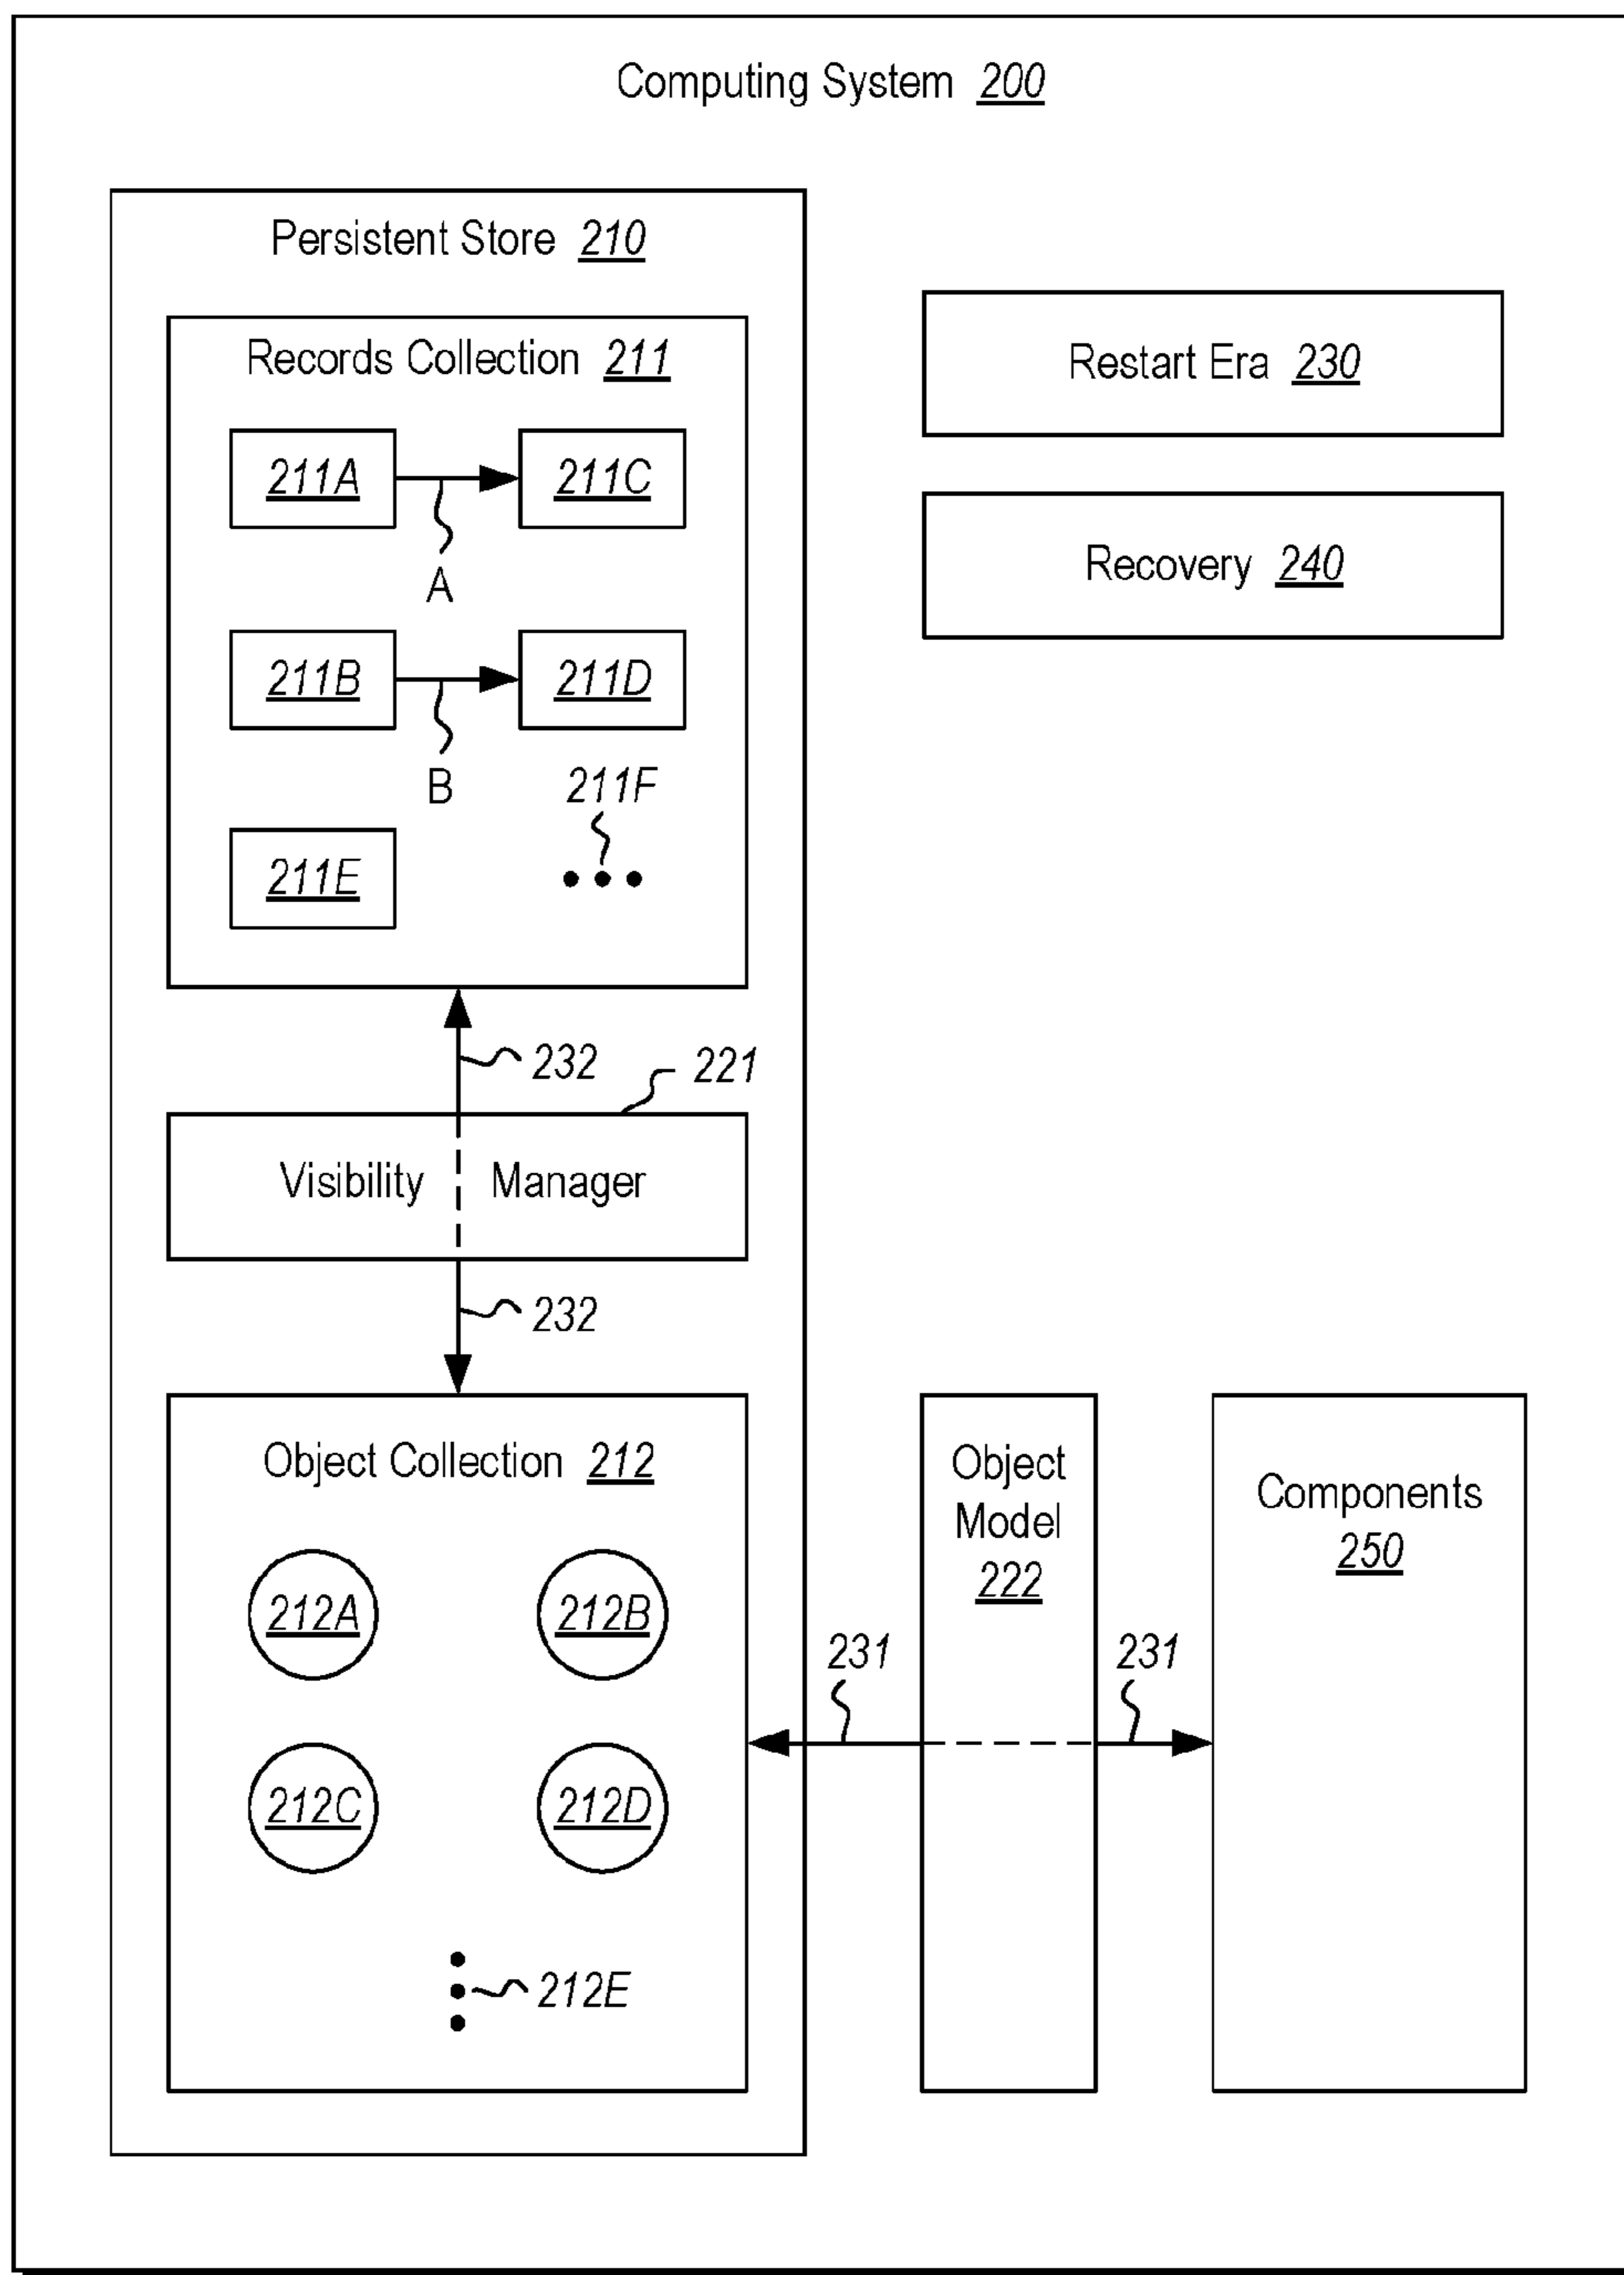 Computing System 200
Persistent Store 210
Records Collection 211
211A
211C
A
211B
211D
B
211F
211E
Restart Era 230
Recovery 240
232
221
Visibility Manager
232
Object Collection 212
212A
212B
212C
212D
212E
Object
Model
222
231
231
Components
250